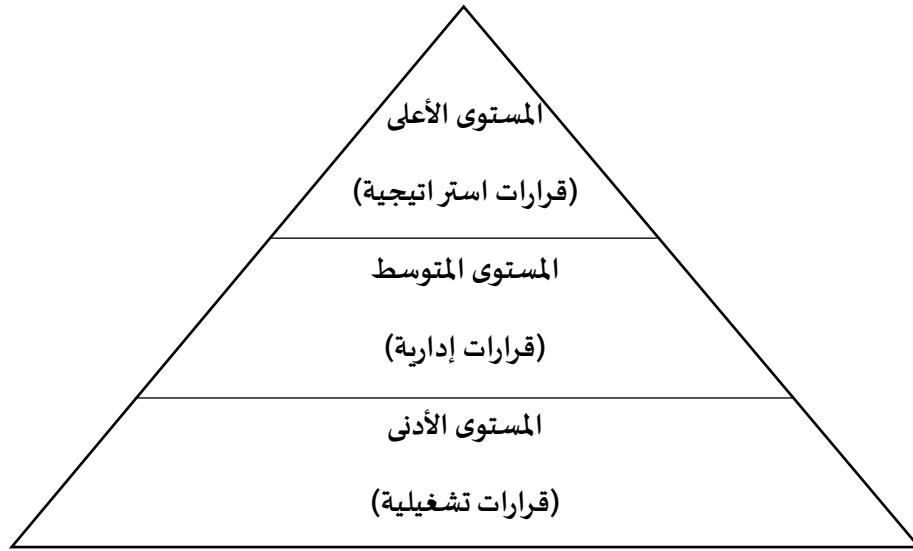 المستوى الأعلى
(قرارات استراتيجية)
المستوى المتوسط
(قرارات إدارية)
المستوى الأدنى
(قرارات تشغيلية)